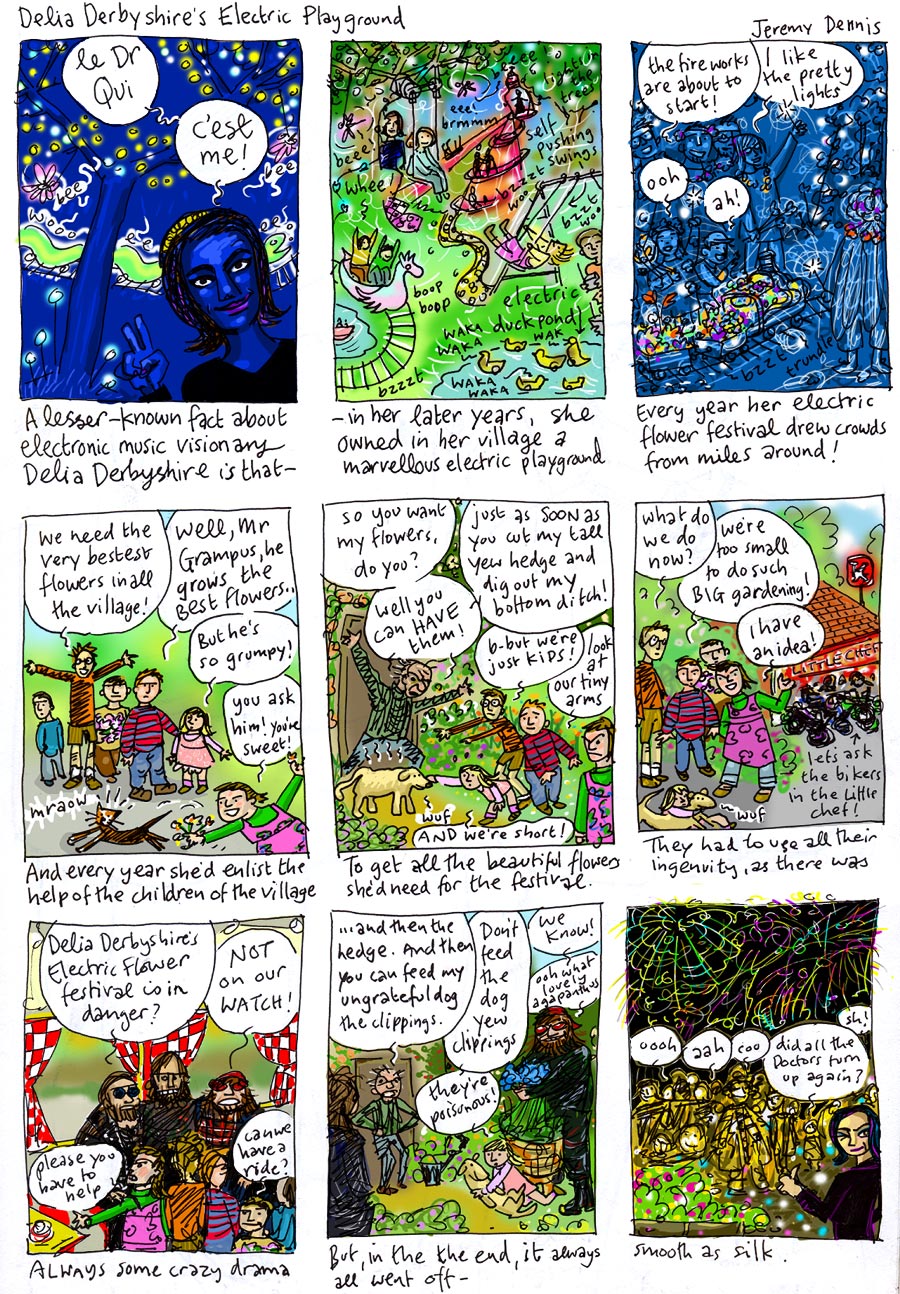 Delia Derbyshire's Electric Playground
Jeremy Dennis
le Dr
Qui
c'est
me!
bee
bee
woo bee
ee
A lesser-known fact about
electronic music visionary
Delia Derbyshire is that-
beeee
eeee
brmmm
beee!
whee
self
pushing
swings
bzzzt
boop
boop
electric
duck pond!
WAKA
WAKA
WAK
WAKA
WAKA
bzzzt
- in her later years, she
owned in her village a
marvellous electric playground
the fireworks
are about to
start!
I like
the pretty
lights
ooh
ah!
bzzt
trundle
Every year her electric
flower festival drew crowds
from miles around!
We need the
very bestest
flowers in all
the village!
Well, Mr
Grampus, he
grows the
Best flowers..
But he's
so grumpy!
you ask
him! you're
sweet!
mraow
And every year she'd enlist the
help of the children of the village
so you want
my flowers,
do you?
well you
can HAVE
them!
just as SOON as
you cut my tall
yew hedge and
dig out my
bottom ditch!
b-but we're
just KIDS!
look
at
our tiny
arms
wuf
AND we're short!
To get all the beautiful flowers
she'd need for the festival.
what do
we do
now?
we're
too small
to do such
BIG gardening!
I have
an idea!
LITTLE CHEF
lets ask
the bikers
in the Little
chef!
wuf
They had to use all their
ingenuity, as there was
Delia Derbyshire's
Electric Flower
festival is in
danger?
NOT
on our
WATCH!
please you
have to
help!
can we
have a
ride?
ALWAYS some crazy drama
...and then the
hedge. And then
you can feed my
ungrateful dog
the clippings.
Don't
feed
the
dog
yew
clippings
they're
poisonous!
we
know!
ooh what
lovely
agapanthus
But, in the the end, it always
all went off-
oooh
aah
coo
did all the
Doctors turn
up again?
sh!
smooth as silk.